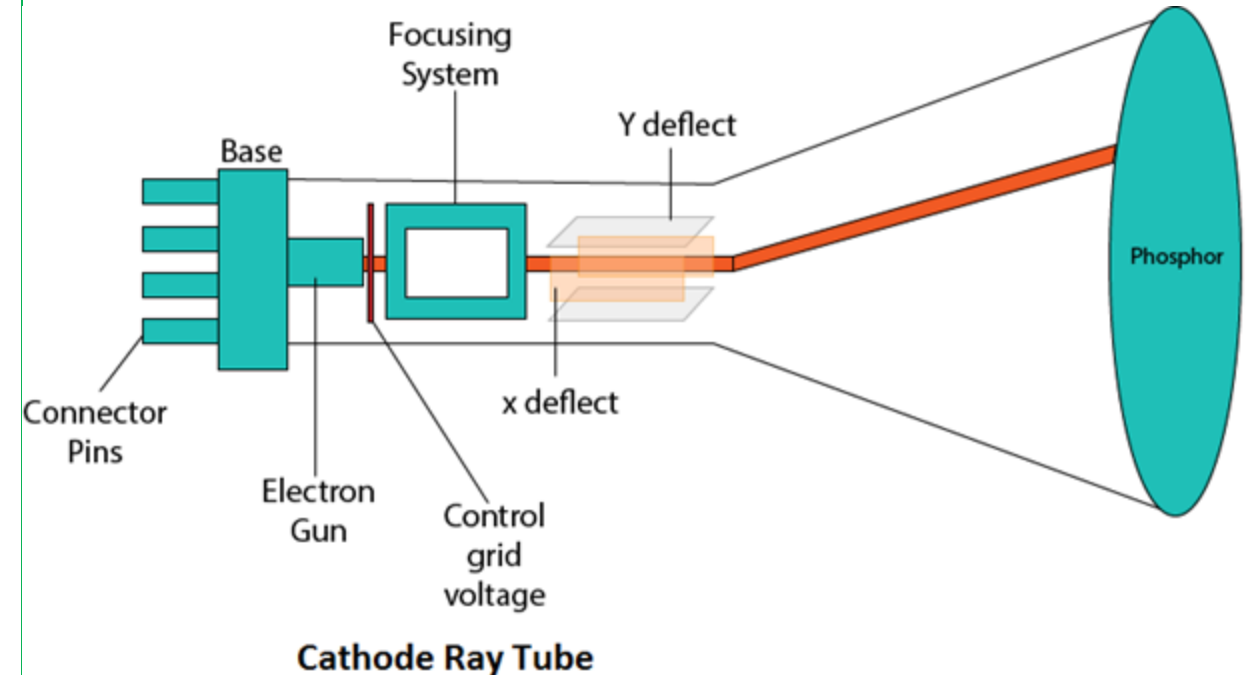 Focusing
System
Y deflect
Base
Phosphor
x deflect
Connector
Pins
Electron
Gun
Control
grid
voltage
Cathode Ray Tube